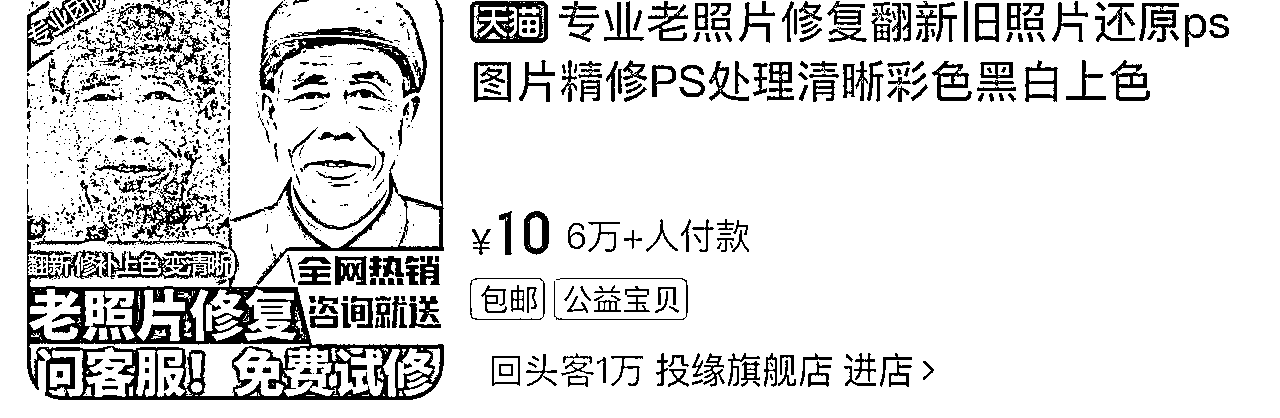 专业团队
天猫 专业老照片修复翻新旧照片还原ps
图片精修PS处理清晰彩色黑白上色
¥10 6万+人付款
翻新 修补 上色 变清晰
全网热销
老照片修复 咨询就送
包邮 公益宝贝
问客服！免费试修
回头客1万 投缘旗舰店 进店>